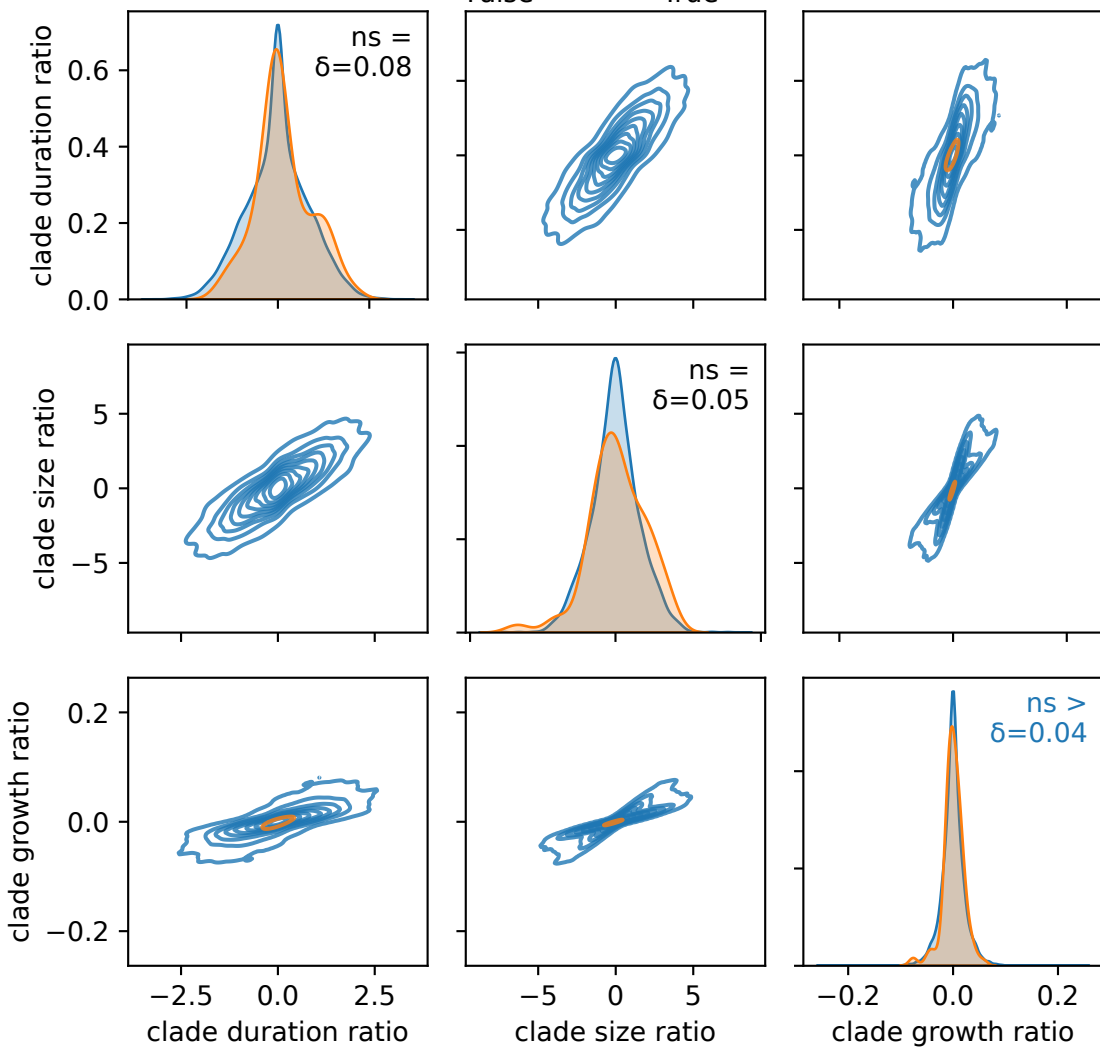 clade duration ratio
0.6
0.4
0.2
0.0
ns =
δ=0.08
clade size ratio
5
0
−5
ns =
δ=0.05
clade growth ratio
0.2
0.0
−0.2
ns >
δ=0.04
−2.5 0.0 2.5
−5 0 5
−0.2 0.0 0.2
clade duration ratio
clade size ratio
clade growth ratio